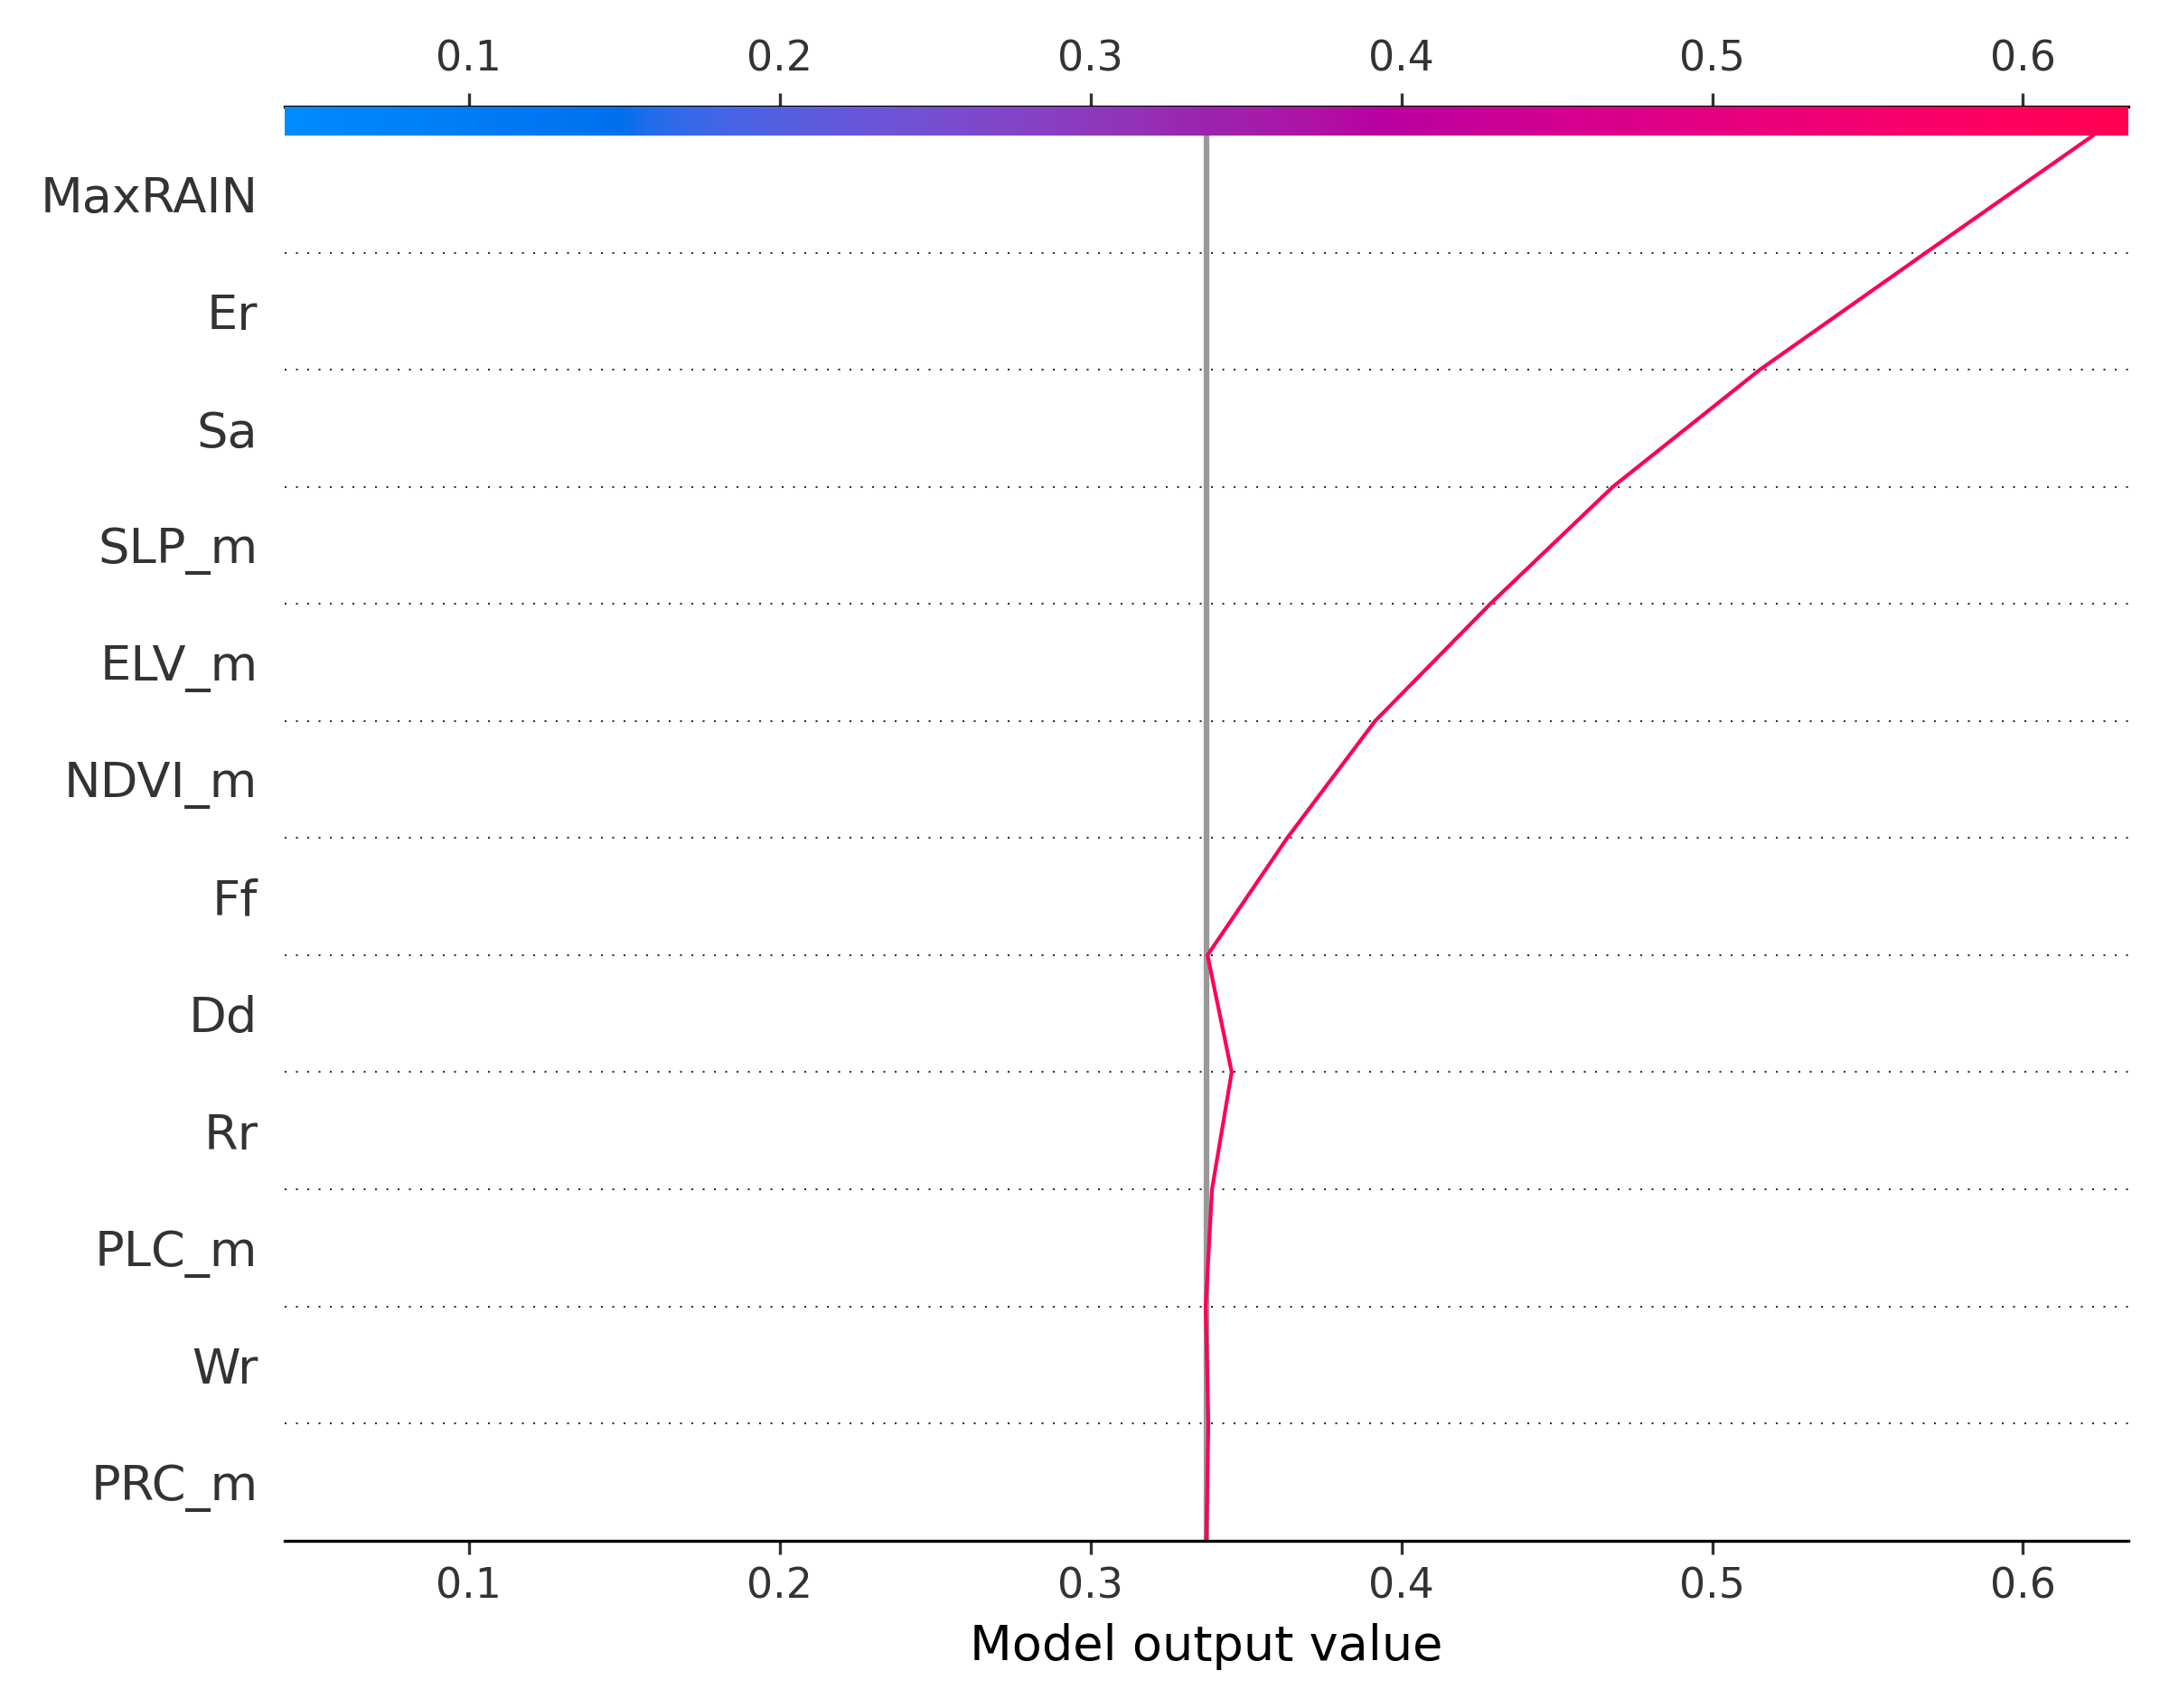 0.1 0.2 0.3 0.4 0.5 0.6
MaxRAIN
Er
Sa
SLP_m
ELV_m
NDVI_m
Ff
Dd
Rr
PLC_m
Wr
PRC_m
0.1 0.2 0.3 0.4 0.5 0.6
Model output value